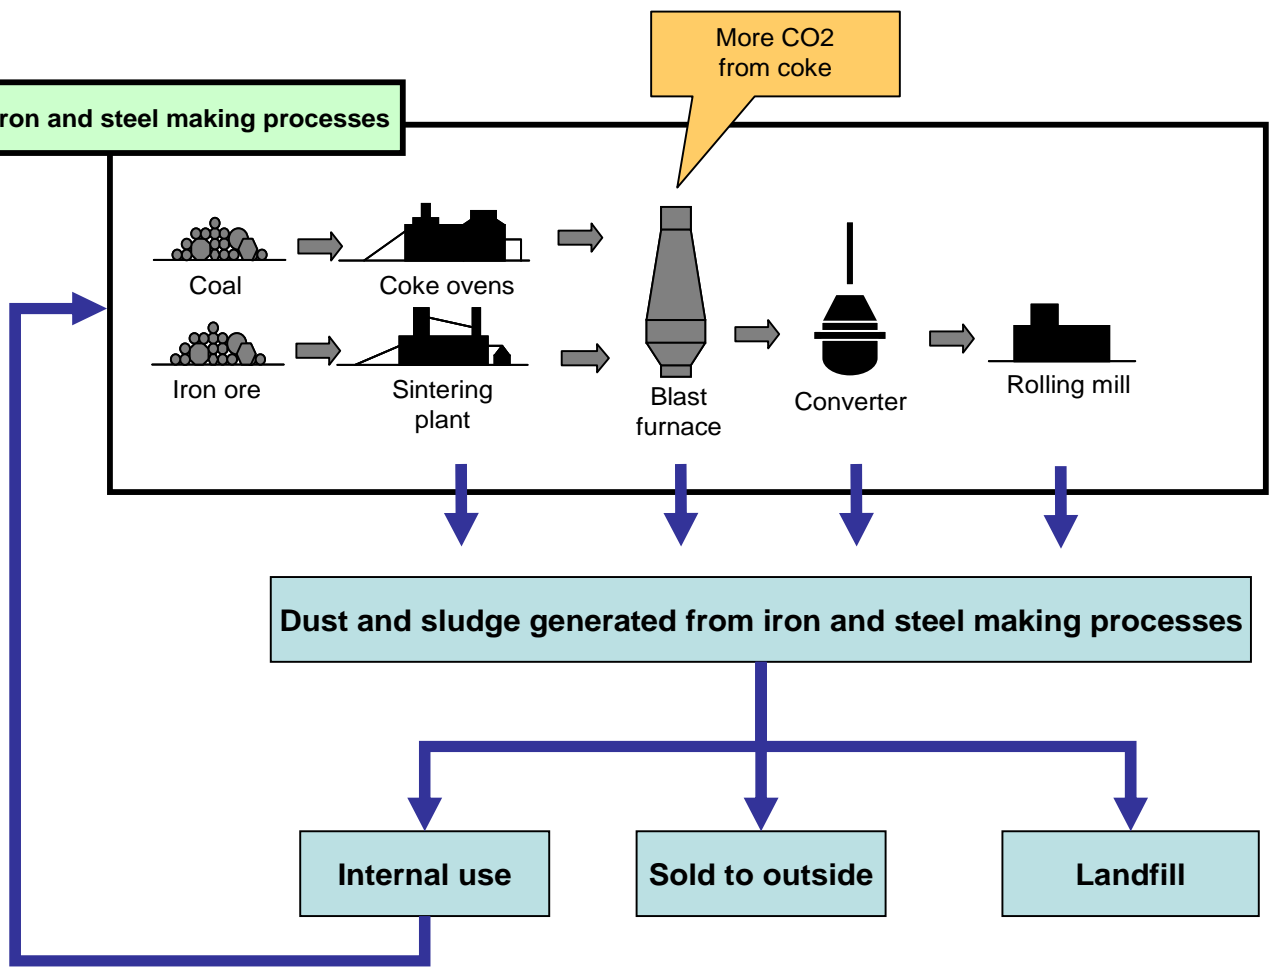 More CO2
from coke
ron and steel making processes
Coal
Coke ovens
Iron ore
Sintering
plant
Blast
furnace
Converter
Rolling mill
Dust and sludge generated from iron and steel making processes
Internal use
Sold to outside
Landfill